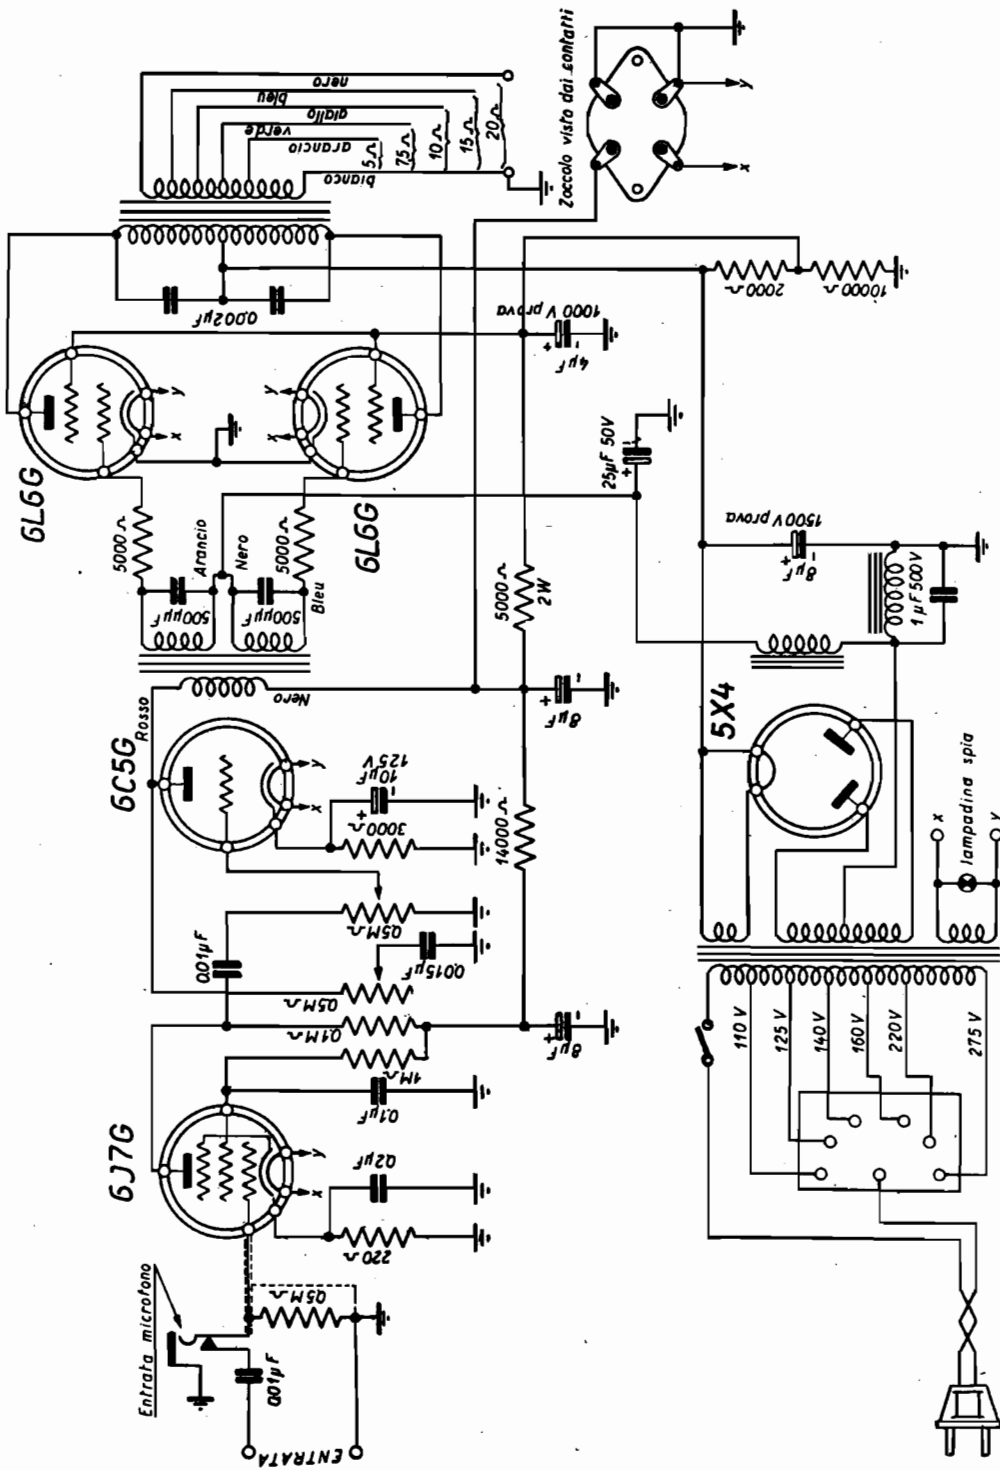 Entrata microfono
ENTRATA
0,01µF
0,5M𝛺
6J7G
220𝛺
0,2µF
x
y
0,1µF
1M𝛺
0,1M𝛺
0,5M𝛺
0,01µF
0,015µF
0,5M𝛺
8µF
-
6C5G
Rosso
3000𝛺
10µF
125V
+
-
x
y
14000𝛺
Nero
8µF
+
-
5000𝛺
2W
500µµF
500µµF
Arancio
Nero
Bleu
5000𝛺
5000𝛺
6L6G
6L6G
x
y
x
y
0,002µF
4µF
1000 V prova
+
-
25µF 50V
+
-
nero
bleu
giallo
verde
arancio
bianco
5𝛺
7,5𝛺
10𝛺
15𝛺
20𝛺
Zoccolo visto dai contatti
x
y
2000𝛺
10000𝛺
8µF
1500V prova
+
-
1µF 500V
5X4
lampadina spia
x
y
110 V
125 V
140 V
160 V
220 V
275 V